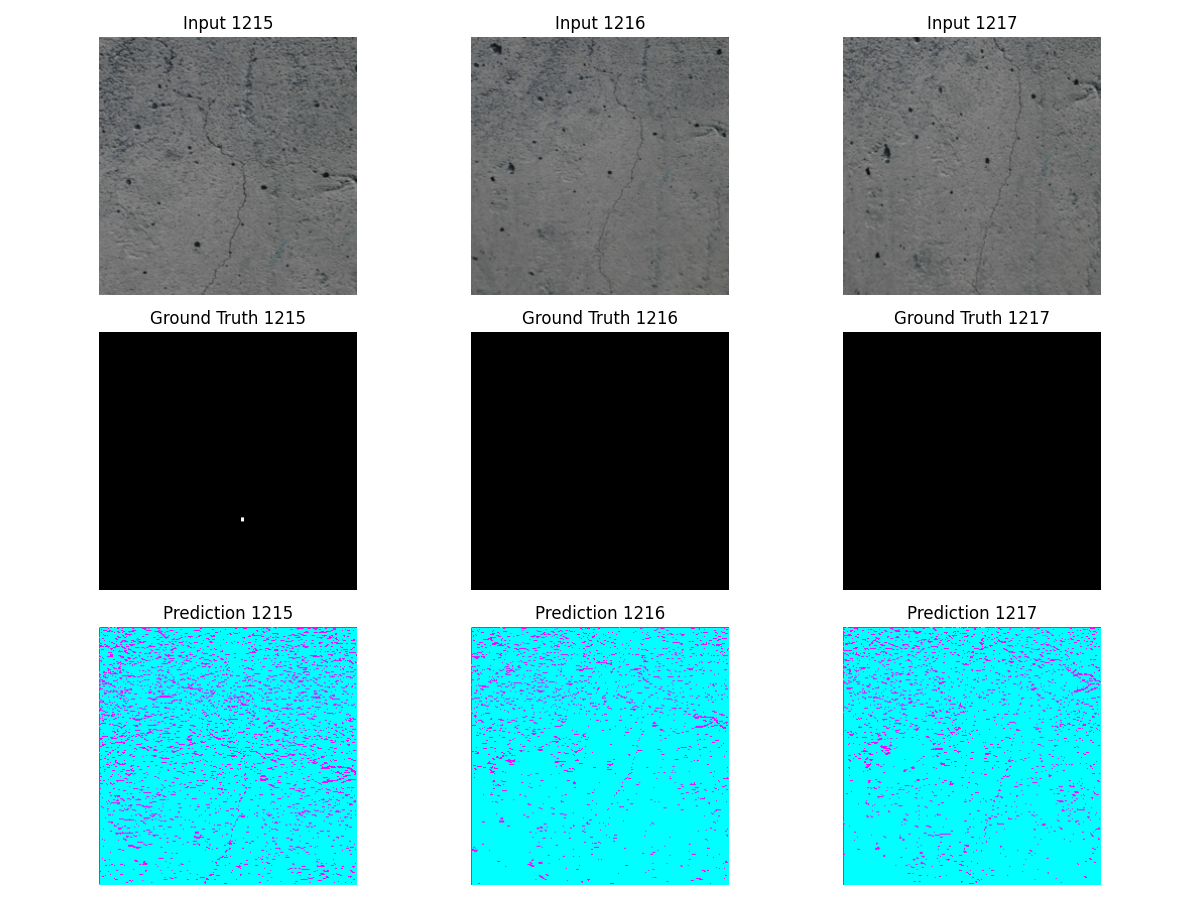 Input 1215
Input 1216
Input 1217
Ground Truth 1215
Ground Truth 1216
Ground Truth 1217
Prediction 1215
Prediction 1216
Prediction 1217